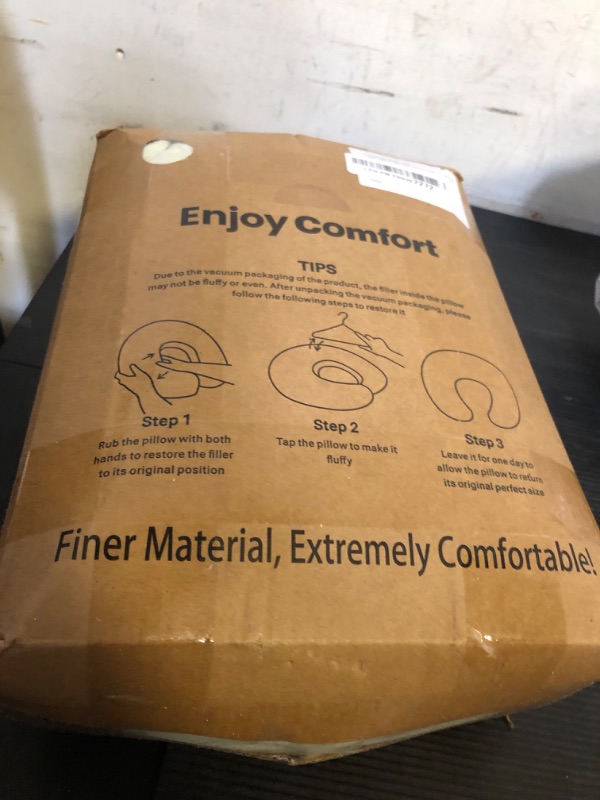 7272
Enjoy Comfort
TIPS
Due to the vacuum packaging of the product, the filler inside the pillow
may not be fluffy or even. After unpacking the vacuum packaging, please
follow the following steps to restore it
Step 1
Rub the pillow with both
hands to restore the filler
to its original position
Step 2
Tap the pillow to make it
fluffy
Step 3
Leave it for one day to
allow the pillow to return
its original perfect size
Finer Material, Extremely Comfortable!